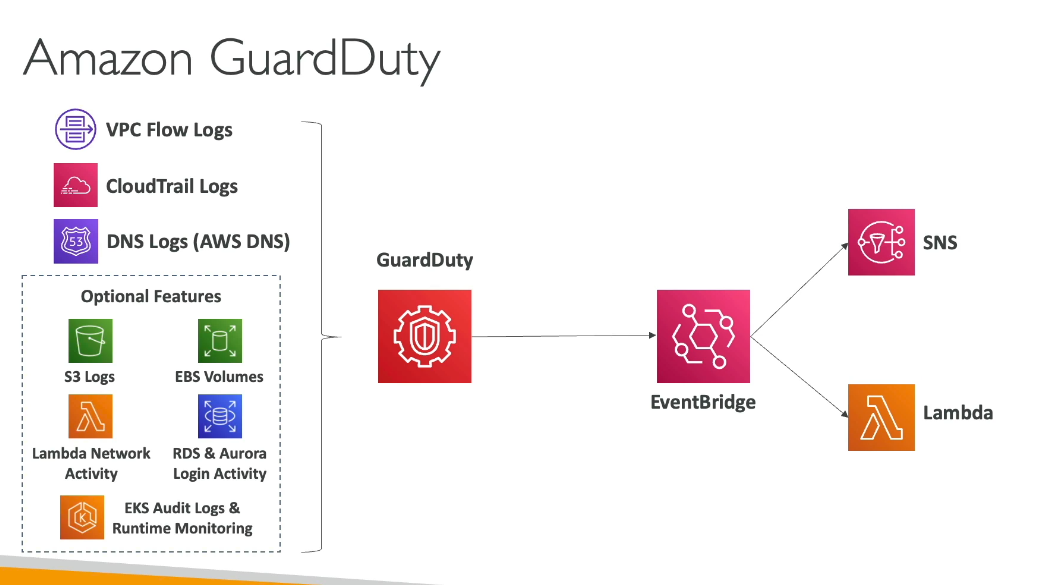 Amazon GuardDuty
VPC Flow Logs
CloudTrail Logs
53
DNS Logs (AWS DNS)
Optional Features
S3 Logs
EBS Volumes
Lambda Network
Activity
RDS & Aurora
Login Activity
K
EKS Audit Logs &
Runtime Monitoring
GuardDuty
EventBridge
SNS
Lambda